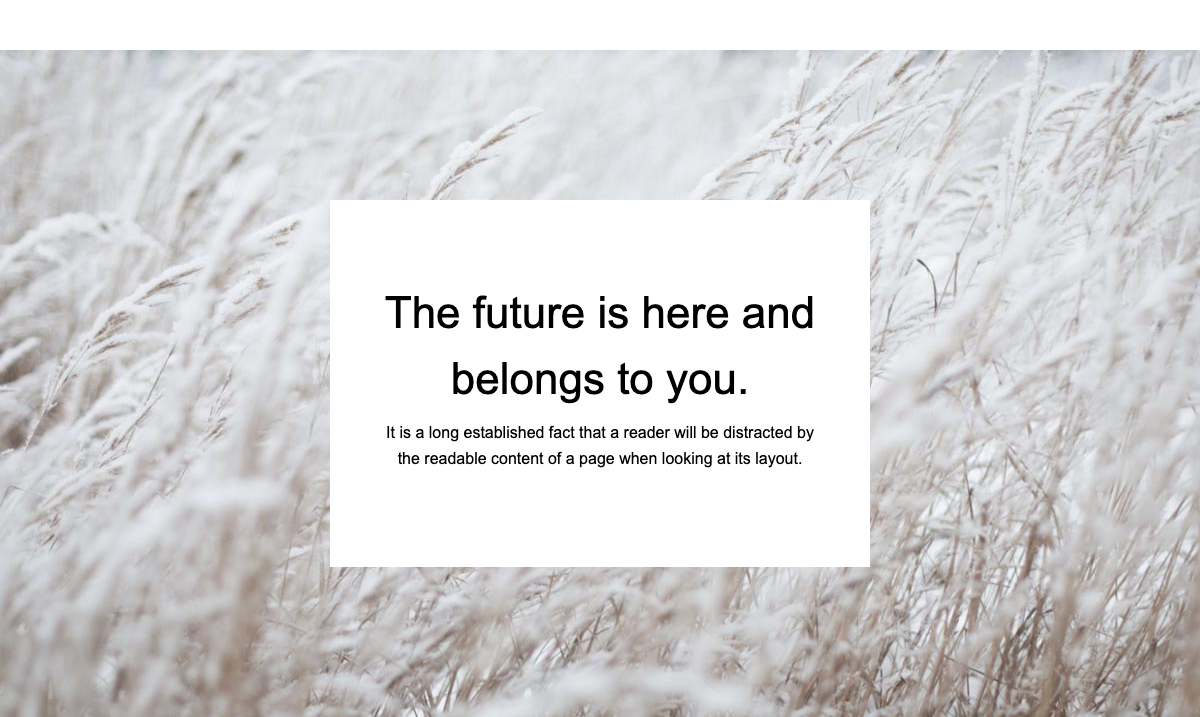 The future is here and
belongs to you.
It is a long established fact that a reader will be distracted by
the readable content of a page when looking at its layout.